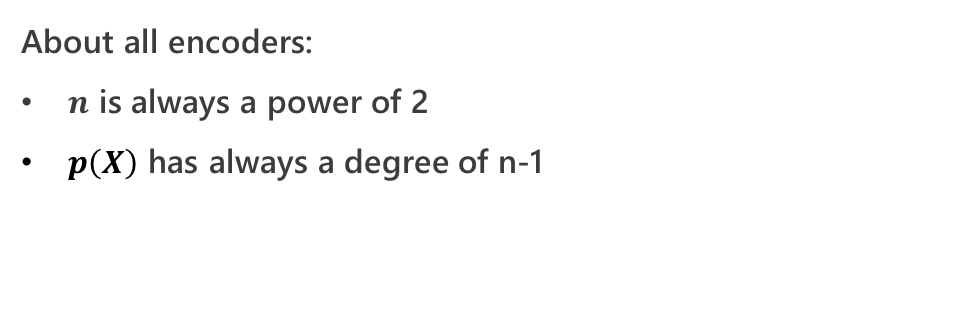 About all encoders:
• n is always a power of 2
• p(X) has always a degree of n-1